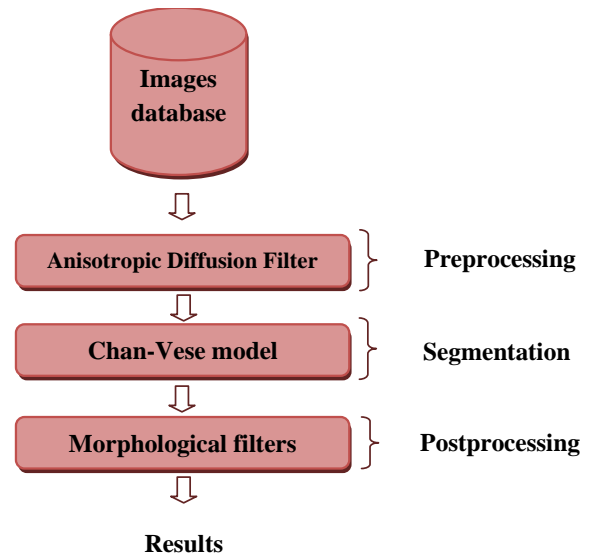 Images
database
Anisotropic Diffusion Filter
Preprocessing
Chan-Vese model
Segmentation
Morphological filters
Postprocessing
Results